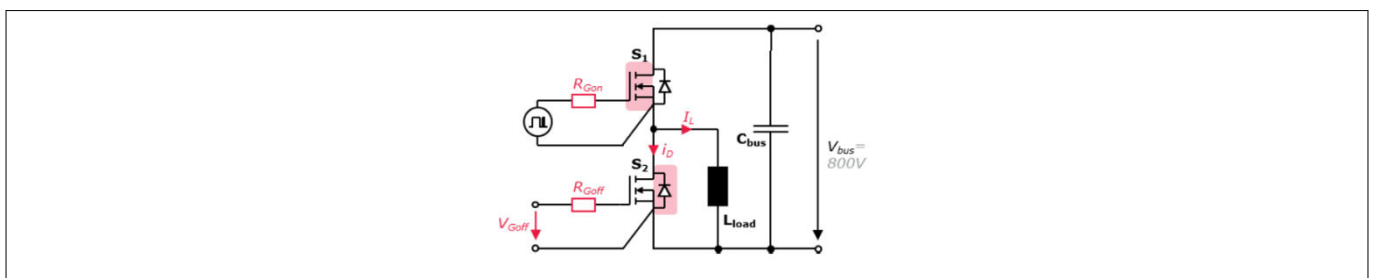 S1
RGon
IL
Cbus
Vbus=
800V
iD
S2
RGoff
VGoff
Lload